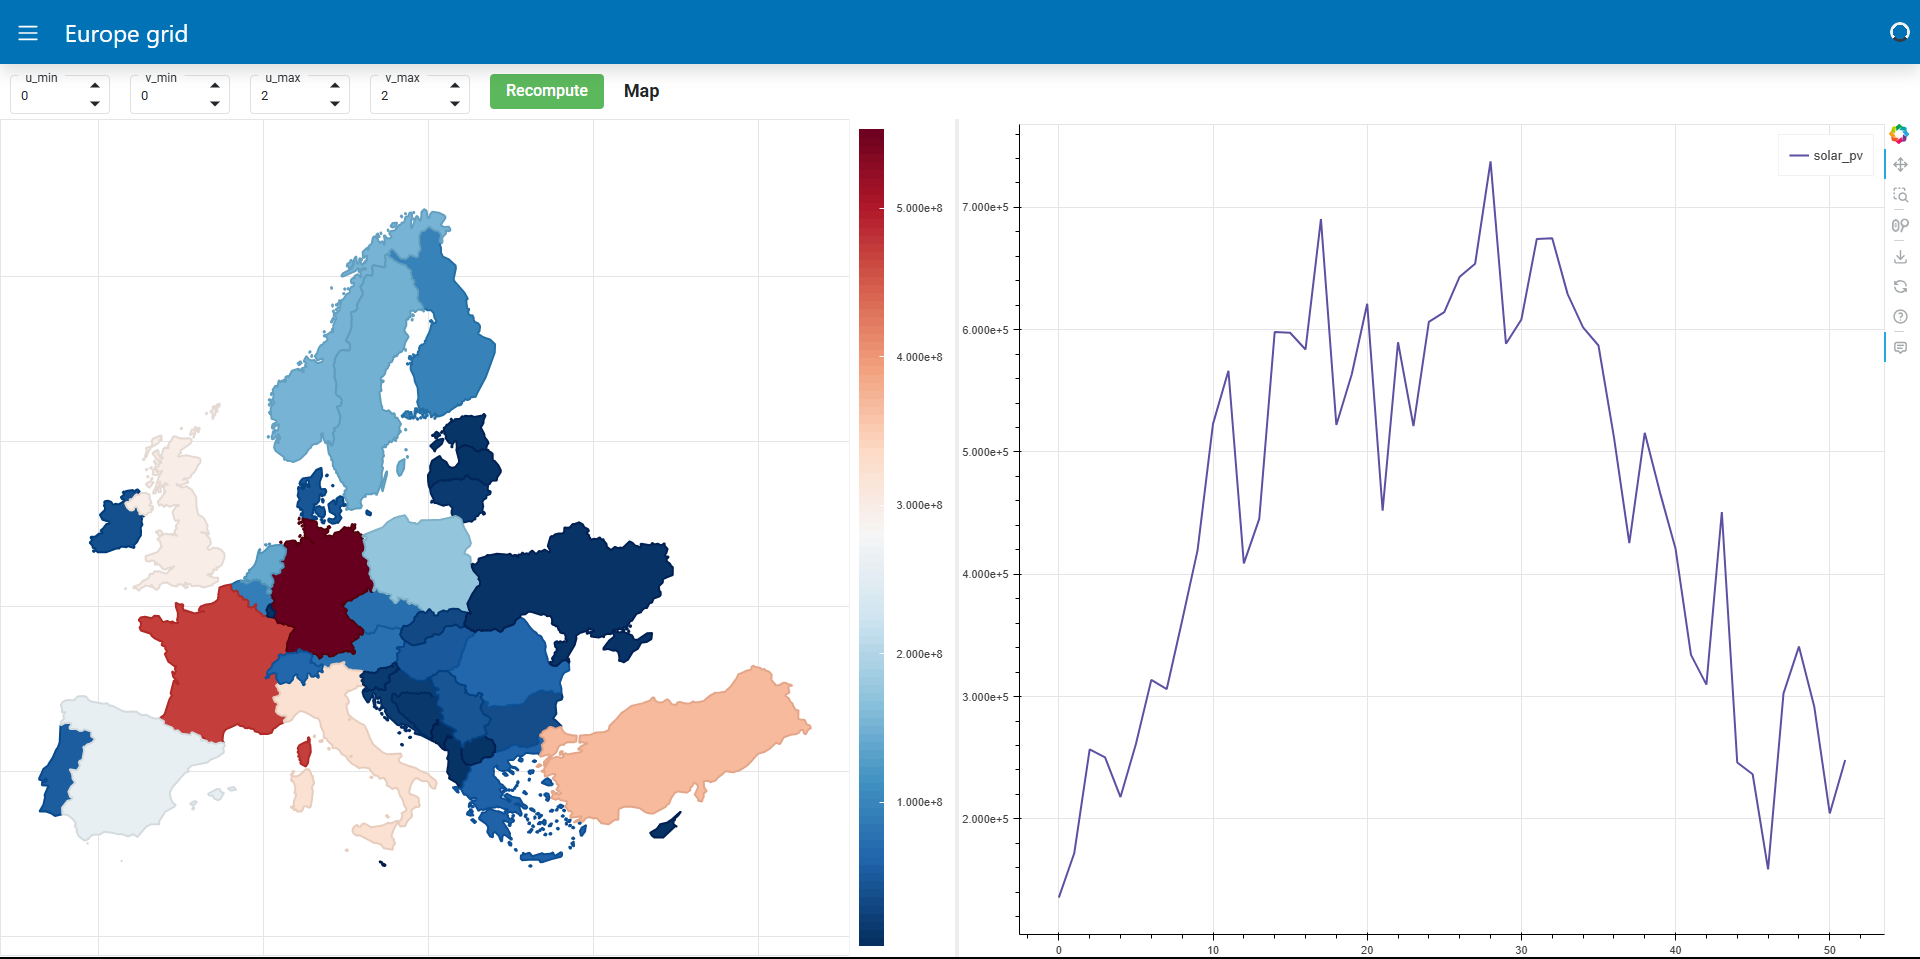 Europe grid
u_min
v_min
u_max
v_max
0
0
2
2
Recompute
Map
5.000e+8
4.000e+8
3.000e+8
2.000e+8
1.000e+8
solar_pv
7.000e+5
6.000e+5
5.000e+5
4.000e+5
3.000e+5
2.000e+5
0
10
20
30
40
50